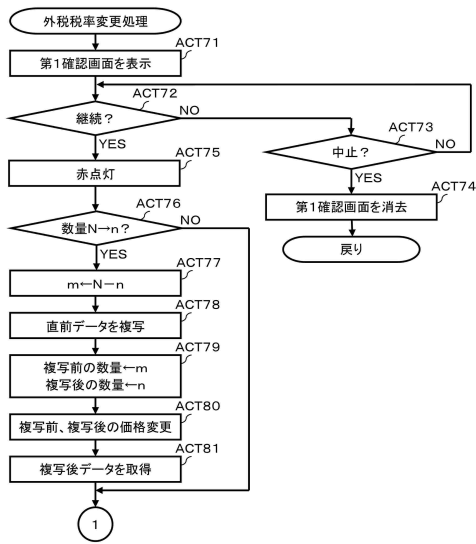 外税税率変更処理
ACT71
第1確認画面を表示
ACT72
継続？
NO
YES
ACT73
中止？
NO
YES
ACT74
第1確認画面を消去
戻り
ACT75
赤点灯
ACT76
数量N→n？
NO
YES
ACT77
m←N－n
ACT78
直前データを複写
ACT79
複写前の数量←m
複写後の数量←n
ACT80
複写前、複写後の価格変更
ACT81
複写後データを取得
1